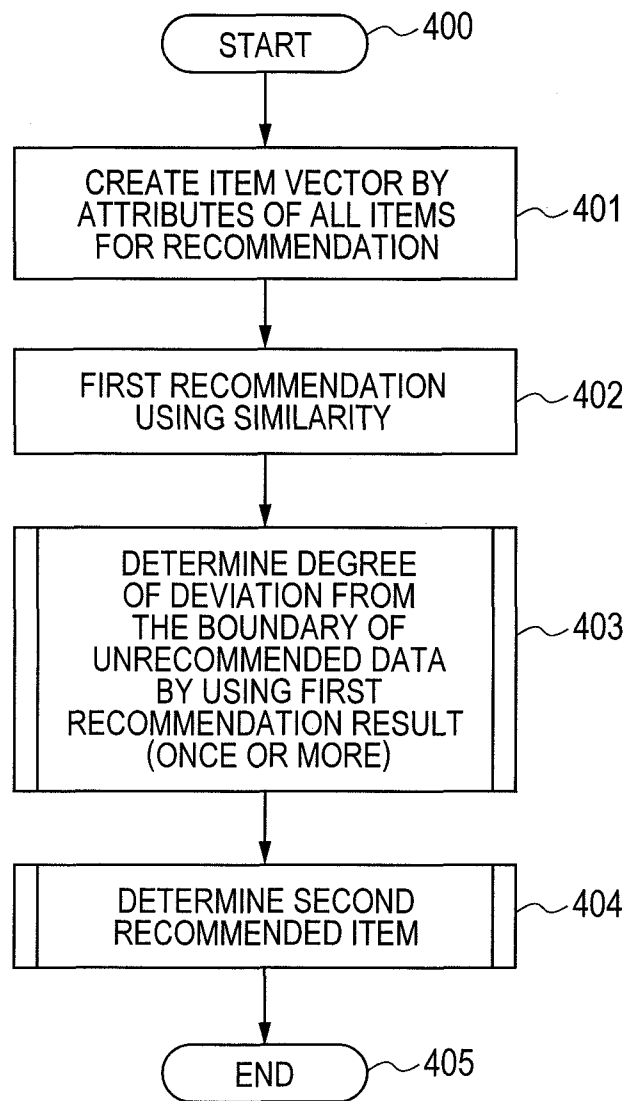 START
400
CREATE ITEM VECTOR BY
ATTRIBUTES OF ALL ITEMS
FOR RECOMMENDATION
401
FIRST RECOMMENDATION
USING SIMILARITY
402
DETERMINE DEGREE
OF DEVIATION FROM
THE BOUNDARY OF
UNRECOMMENDED DATA
BY USING FIRST
RECOMMENDATION RESULT
(ONCE OR MORE)
403
DETERMINE SECOND
RECOMMENDED ITEM
404
END
405